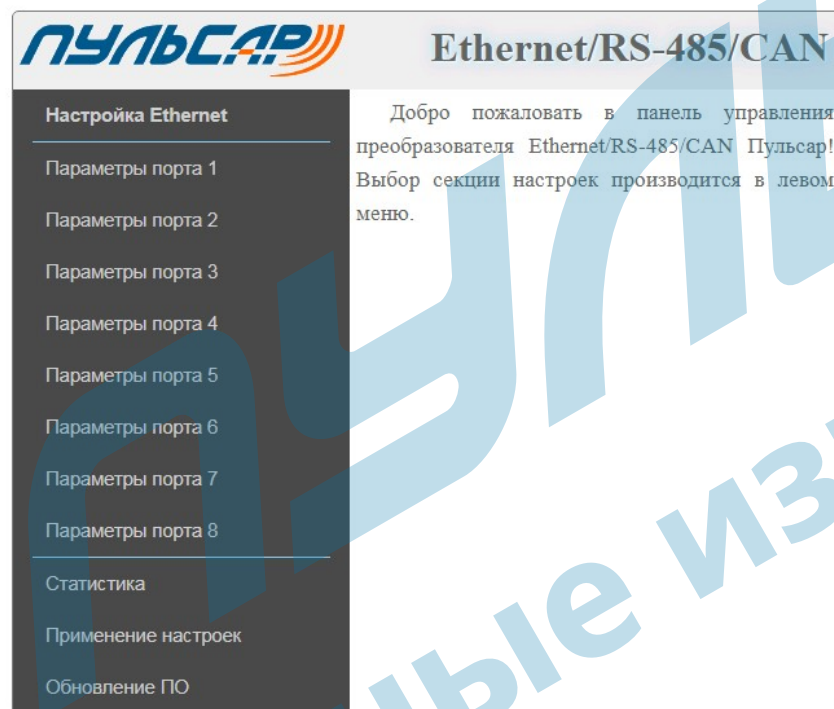 ПУЛЬСАР
Ethernet/RS-485/CAN
Настройка Ethernet
Параметры порта 1
Параметры порта 2
Параметры порта 3
Параметры порта 4
Параметры порта 5
Параметры порта 6
Параметры порта 7
Параметры порта 8
Статистика
Применение настроек
Обновление ПО
Добро пожаловать в панель управления
преобразователя Ethernet/RS-485/CAN Пульсар!
Выбор секции настроек производится в левом
меню.